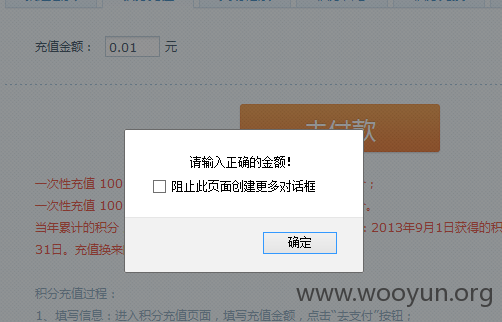 充值金额： 0.01 元
去付款
请输入正确的金额！
阻止此页面创建更多对话框
一次性充值 100
；
一次性充值 100
。
当年累计的积分
：2013年9月1日获得的积
31日。充值换来
确定
积分充值过程：
1、填写信息：进入积分充值页面，填写充值金额，点击"去支付"按钮；
www.wooyun.org